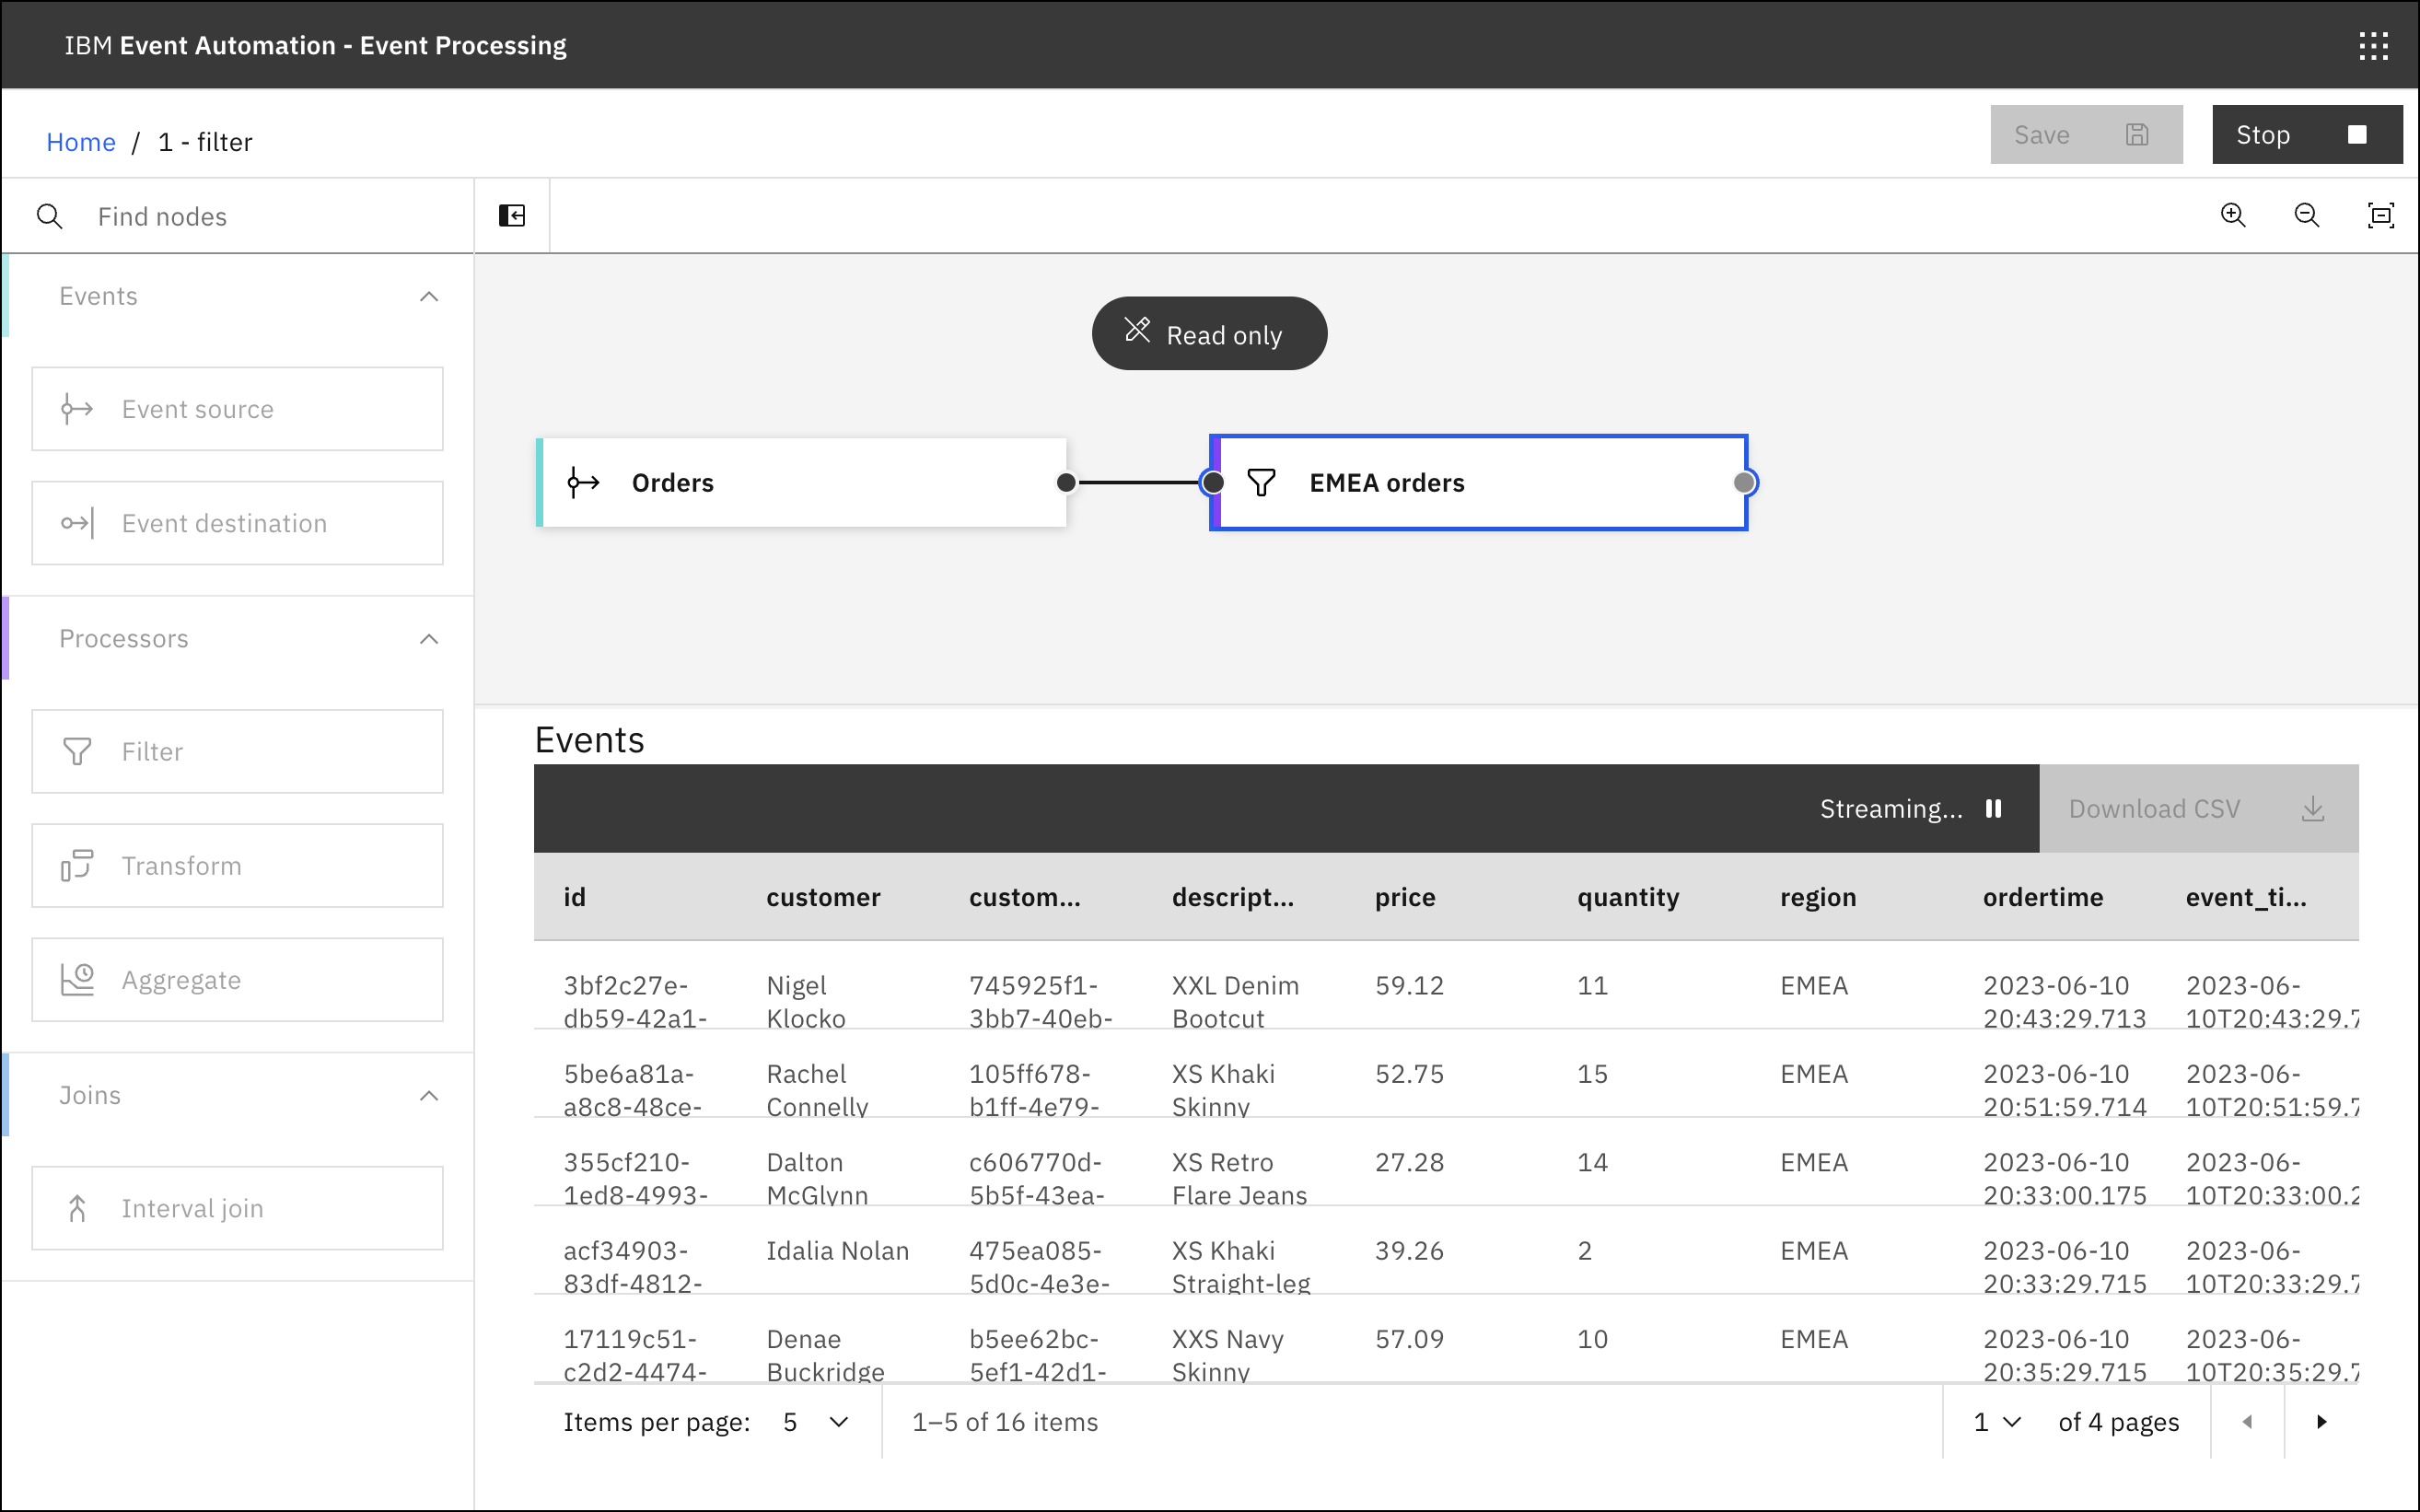 IBM Event Automation - Event Processing
Home / 1 - filter
Save
Stop
Find nodes
Events
Event source
Event destination
Processors
Filter
Transform
Aggregate
Joins
Interval join
Read only
Orders
EMEA orders
Events
Streaming...
Download CSV
id customer custom... descript... price quantity region ordertime event_ti...
3bf2c27e- Nigel 745925f1- XXL Denim 59.12 11 EMEA 2023-06-10 2023-06-
db59-42a1- Klocko 3bb7-40eb- Bootcut 20:43:29.713 10T20:43:29.7
5be6a81a- Rachel 105ff678- XS Khaki 52.75 15 EMEA 2023-06-10 2023-06-
a8c8-48ce- Connelly b1ff-4e79- Skinny 20:51:59.714 10T20:51:59.7
355cf210- Dalton c606770d- XS Retro 27.28 14 EMEA 2023-06-10 2023-06-
1ed8-4993- McGlynn 5b5f-43ea- Flare Jeans 20:33:00.175 10T20:33:00.2
acf34903- Idalia Nolan 475ea085- XS Khaki 39.26 2 EMEA 2023-06-10 2023-06-
83df-4812- 5d0c-4e3e- Straight-leg 20:33:29.715 10T20:33:29.7
17119c51- Denae b5ee62bc- XXS Navy 57.09 10 EMEA 2023-06-10 2023-06-
c2d2-4474- Buckridge 5ef1-42d1- Skinny 20:35:29.715 10T20:35:29.7
Items per page: 5 1–5 of 16 items 1 of 4 pages